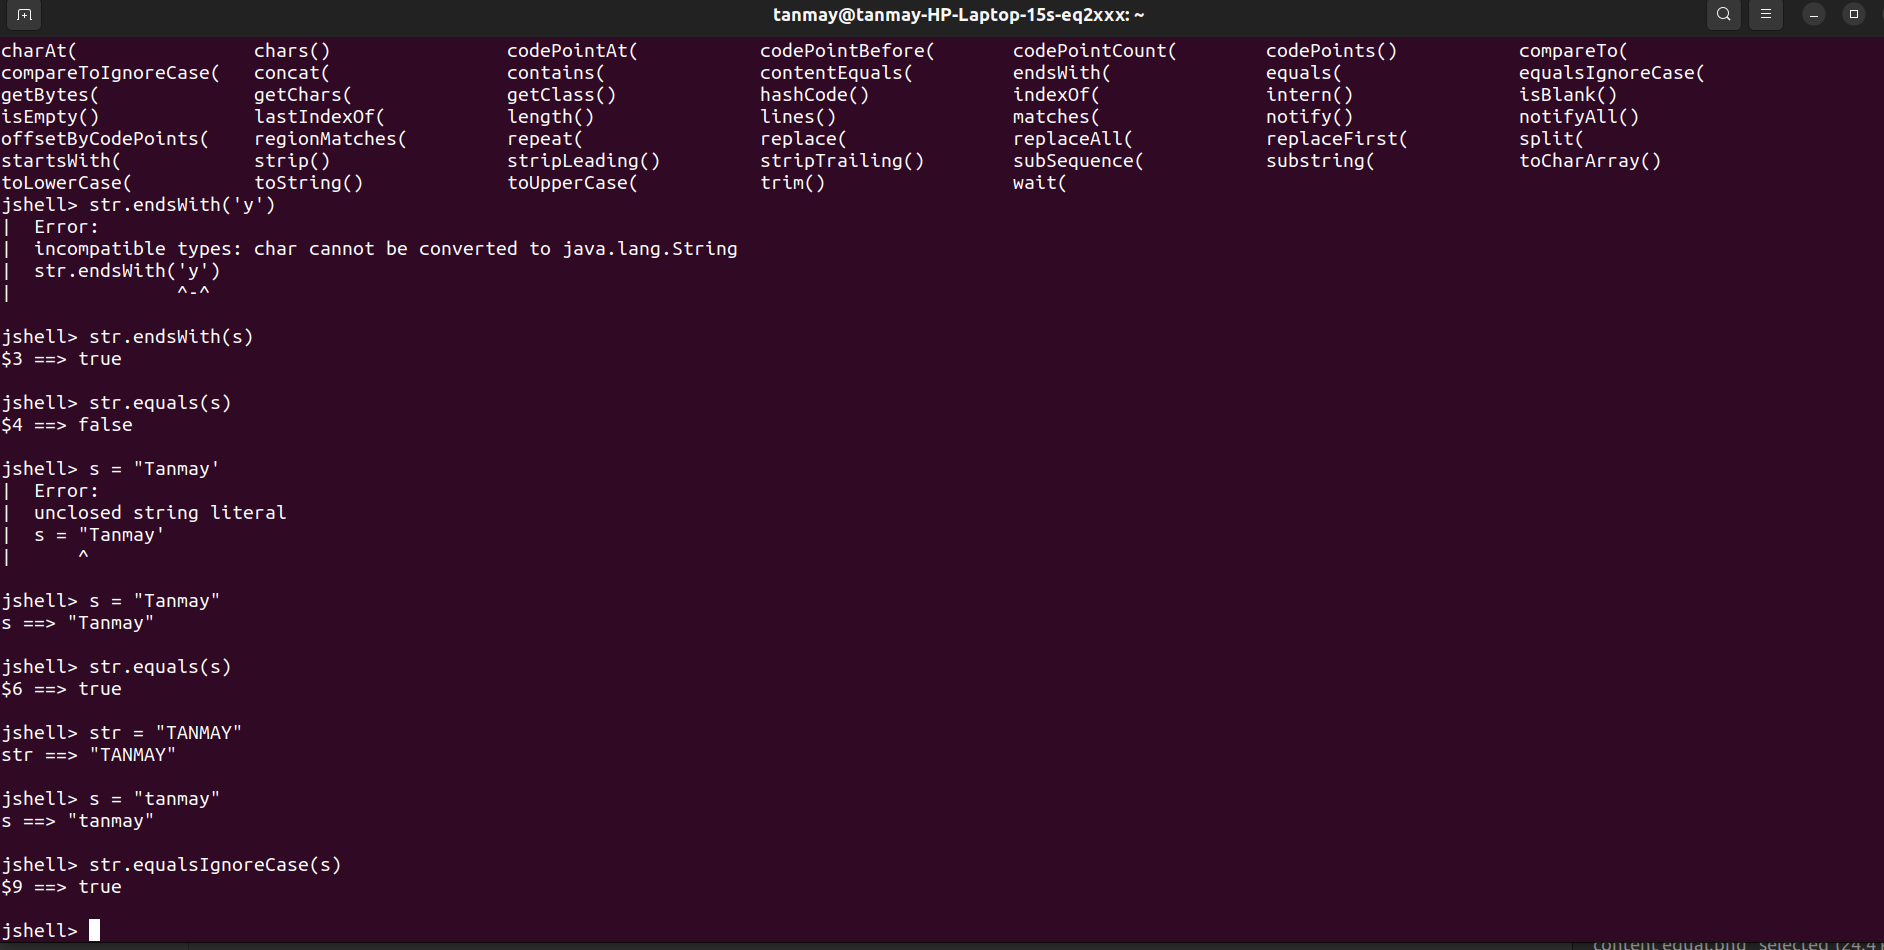 tanmay@tanmay-HP-Laptop-15s-eq2xxx: ~
charAt( chars() codePointAt( codePointBefore( codePointCount( codePoints() compareTo(
compareToIgnoreCase( concat( contains( contentEquals( endsWith( equals( equalsIgnoreCase(
getBytes( getChars( getClass() hashCode() indexOf( intern() isBlank()
isEmpty() lastIndexOf( length() lines() matches( notify() notifyAll()
offsetByCodePoints( regionMatches( repeat( replace( replaceAll( replaceFirst( split(
startsWith( strip() stripLeading() stripTrailing() subSequence( substring( toCharArray()
toLowerCase( toString() toUpperCase( trim() wait(
jshell> str.endsWith('y')
|  Error:
|  incompatible types: char cannot be converted to java.lang.String
|  str.endsWith('y')
|               ^-^
jshell> str.endsWith(s)
$3 ==> true
jshell> str.equals(s)
$4 ==> false
jshell> s = "Tanmay'
|  Error:
|  unclosed string literal
|  s = "Tanmay'
|      ^
jshell> s = "Tanmay"
s ==> "Tanmay"
jshell> str.equals(s)
$6 ==> true
jshell> str = "TANMAY"
str ==> "TANMAY"
jshell> s = "tanmay"
s ==> "tanmay"
jshell> str.equalsIgnoreCase(s)
$9 ==> true
jshell>
content equal.png" selected (24.4